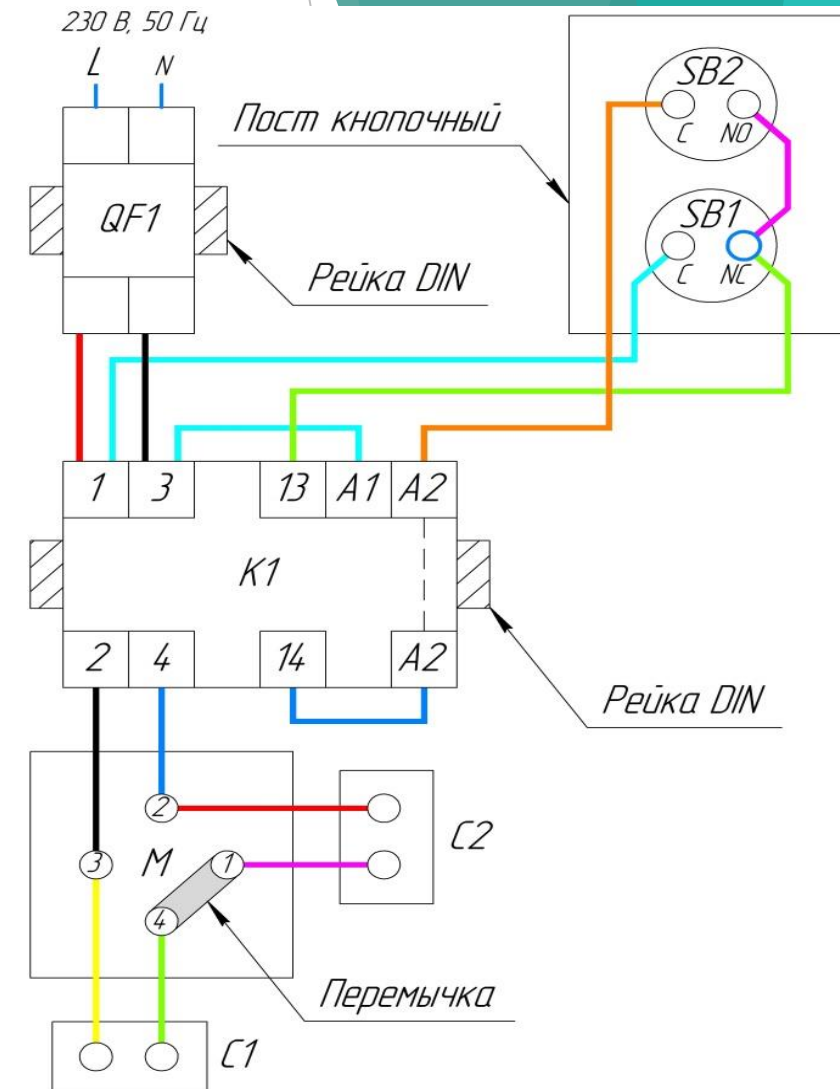 230 В, 50 Гц
L N
Пост кнопочный
SB2
C NO
SB1
C NC
QF1
Рейка DIN
1 3 13 A1 A2
K1
2 4 14 A2
Рейка DIN
2
C2
3 M 1
4
Перемычка
C1